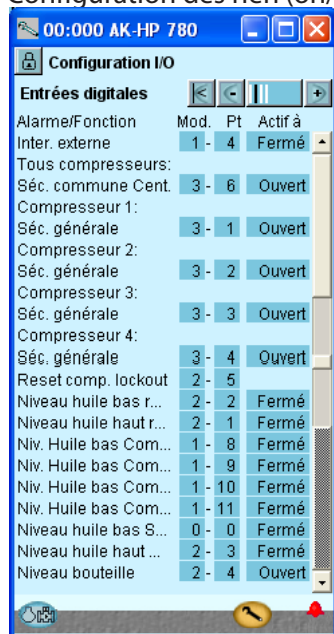 00:000 AK-HP 780
Configuration I/O
Entrées digitales
Alarme/Fonction Mod. Pt Actif à
Inter. externe 1 - 4 Fermé
Tous compresseurs:
Séc. commune Cent. 3 - 6 Ouvert
Compresseur 1:
Séc. générale 3 - 1 Ouvert
Compresseur 2:
Séc. générale 3 - 2 Ouvert
Compresseur 3:
Séc. générale 3 - 3 Ouvert
Compresseur 4:
Séc. générale 3 - 4 Ouvert
Reset comp. lockout 2 - 5
Niveau huile bas r... 2 - 2 Fermé
Niveau huile haut r... 2 - 1 Fermé
Niv. Huile bas Com... 1 - 8 Fermé
Niv. Huile bas Com... 1 - 9 Fermé
Niv. Huile bas Com... 1 - 10 Fermé
Niv. Huile bas Com... 1 - 11 Fermé
Niveau huile bas S... 0 - 0 Fermé
Niveau huile haut ... 2 - 3 Fermé
Niveau bouteille 2 - 4 Ouvert